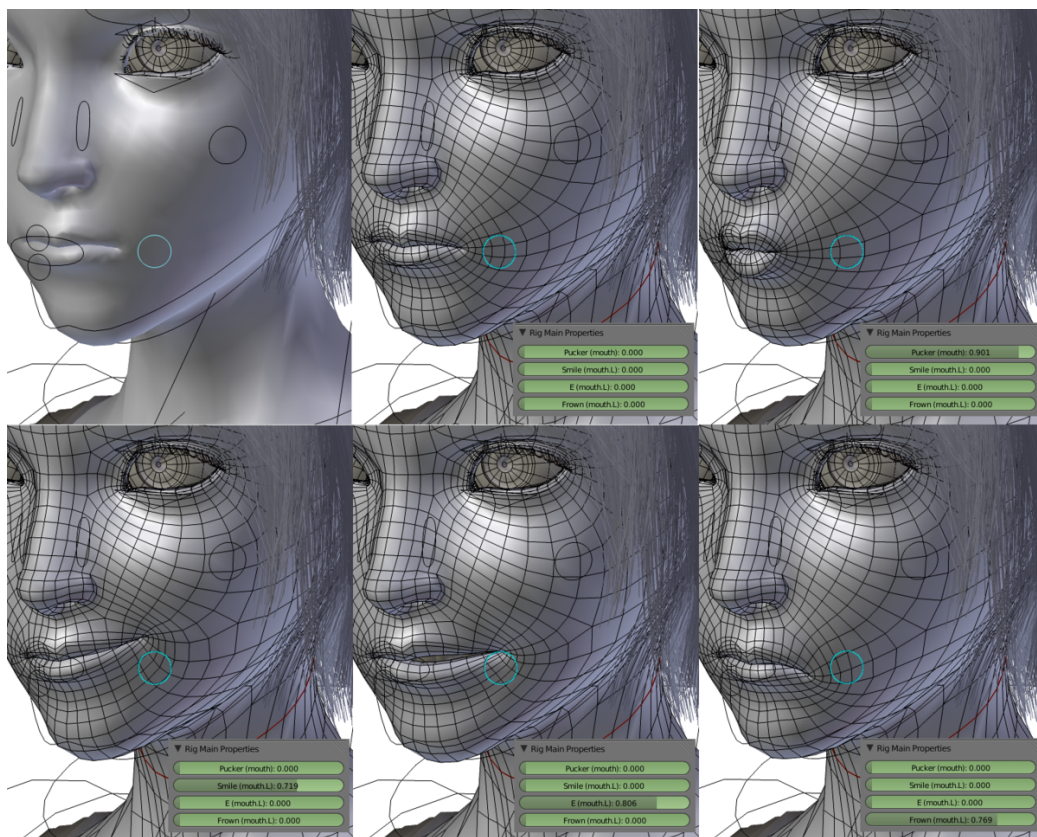 ▼ Rig Main Properties
Pucker (mouth): 0.000
Smile (mouth.L): 0.000
E (mouth.L): 0.000
Frown (mouth.L): 0.000
▼ Rig Main Properties
Pucker (mouth): 0.901
Smile (mouth.L): 0.000
E (mouth.L): 0.000
Frown (mouth.L): 0.000
▼ Rig Main Properties
Pucker (mouth): 0.000
Smile (mouth.L): 0.719
E (mouth.L): 0.000
Frown (mouth.L): 0.000
▼ Rig Main Properties
Pucker (mouth): 0.000
Smile (mouth.L): 0.000
E (mouth.L): 0.806
Frown (mouth.L): 0.000
▼ Rig Main Properties
Pucker (mouth): 0.000
Smile (mouth.L): 0.000
E (mouth.L): 0.000
Frown (mouth.L): 0.769